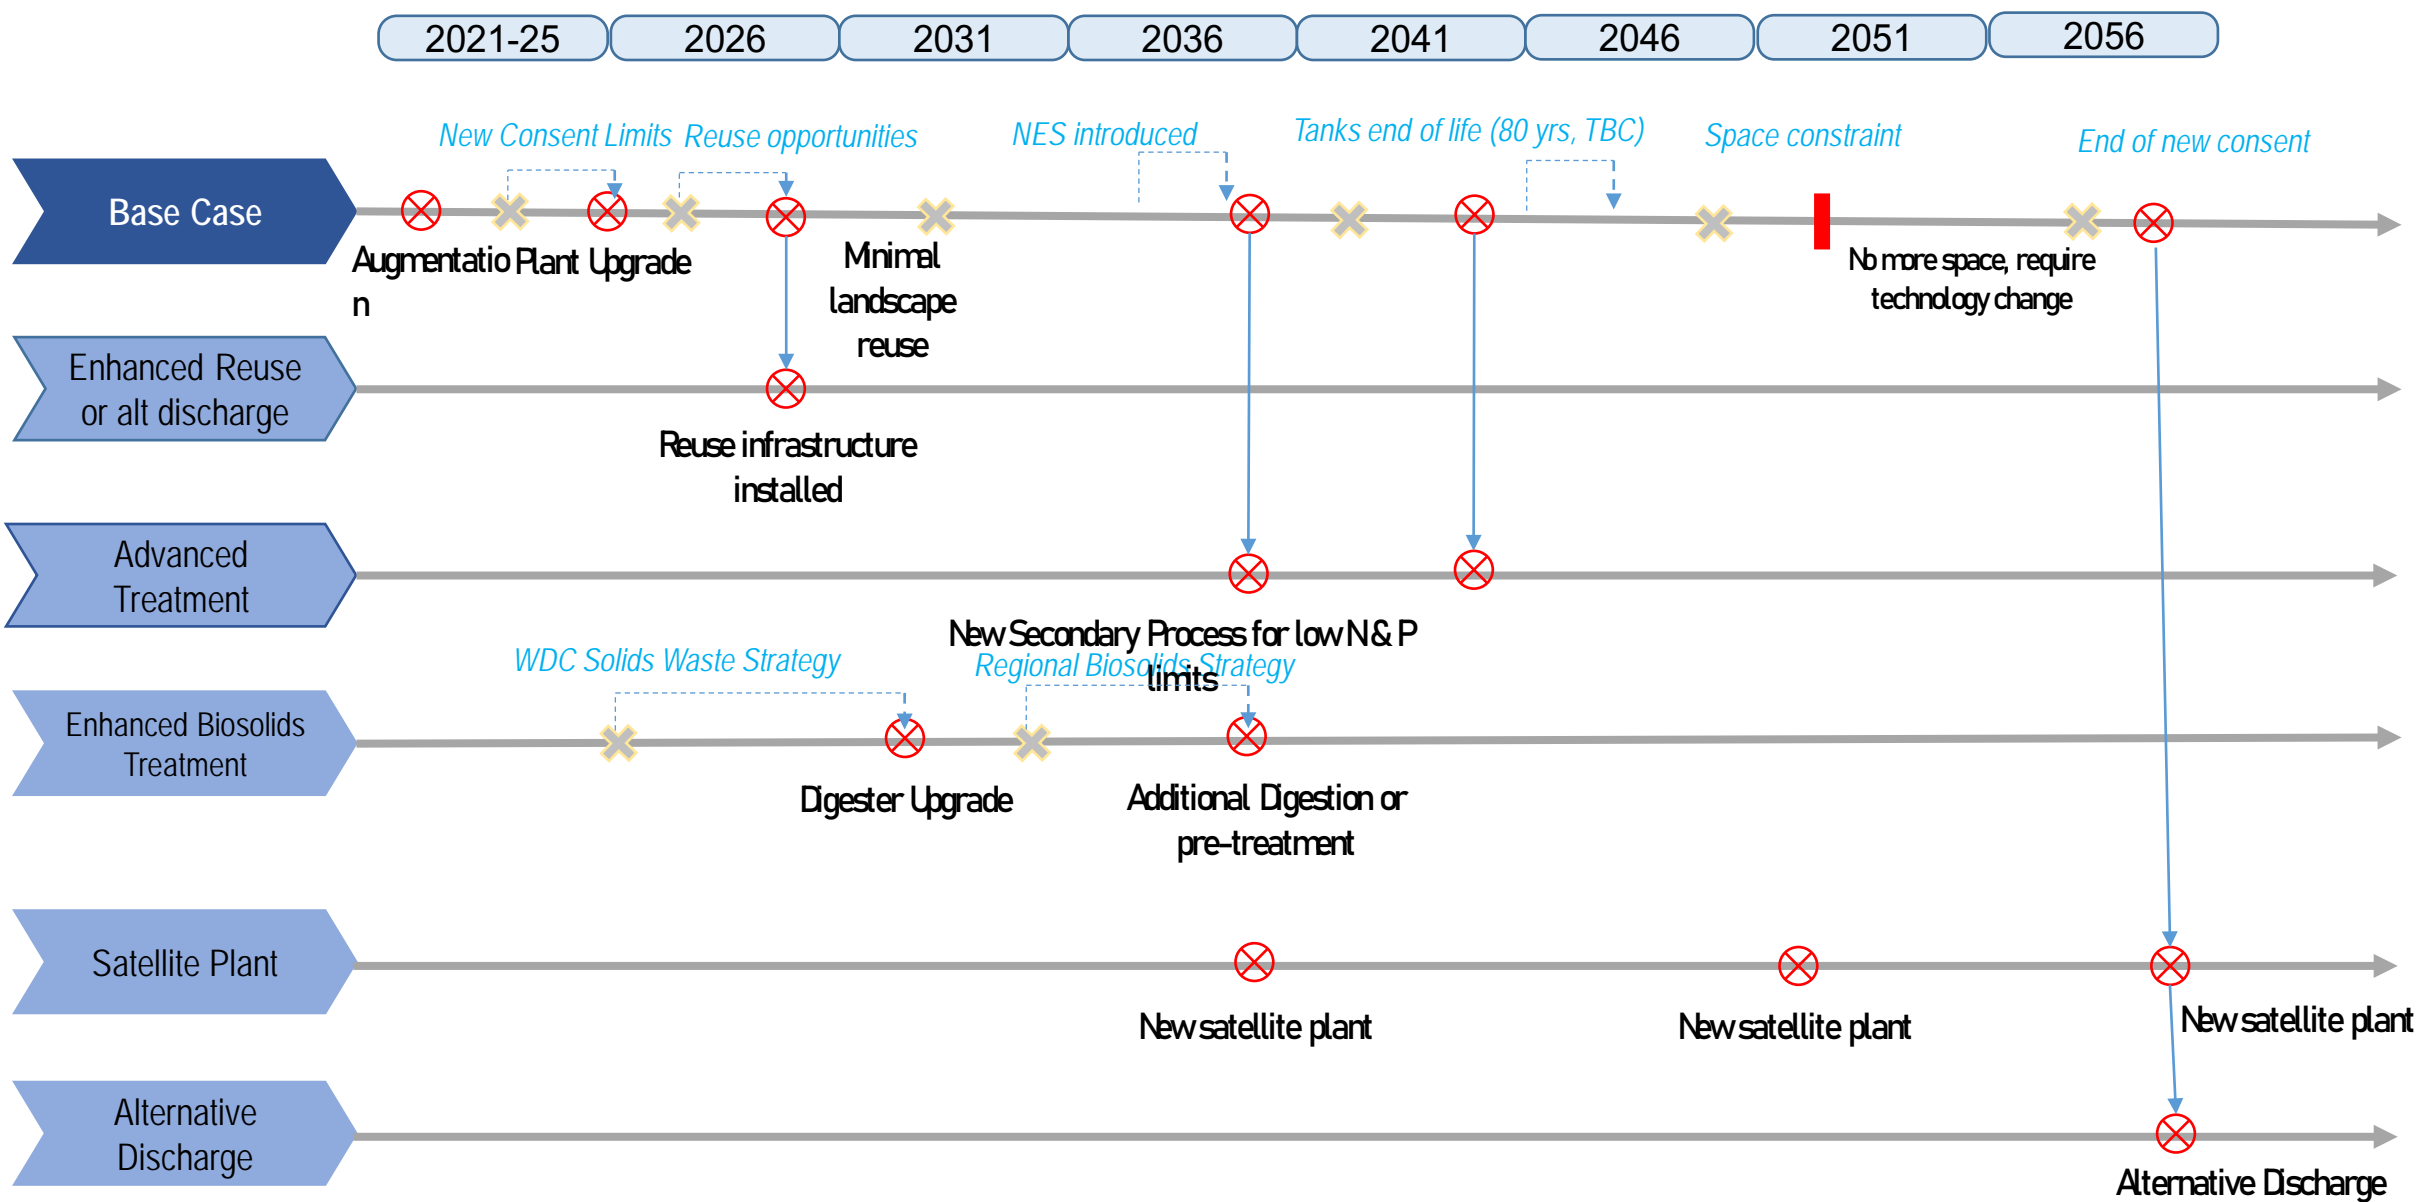 2021-25
2026
2031
2036
2041
2046
2051
2056
New Consent Limits
Reuse opportunities
NES introduced
Tanks end of life (80 yrs, TBC)
Space constraint
End of new consent
Base Case
Augmentatio
n
Plant Upgrade
Minimal
landscape
reuse
No more space, require
technology change
Enhanced Reuse
or alt discharge
Reuse infrastructure
installed
Advanced
Treatment
New Secondary Process for low N & P
limits
WDC Solids Waste Strategy
Regional Biosolids Strategy
Enhanced Biosolids
Treatment
Digester Upgrade
Additional Digestion or
pre-treatment
Satellite Plant
New satellite plant
New satellite plant
New satellite plant
Alternative
Discharge
Alternative Discharge